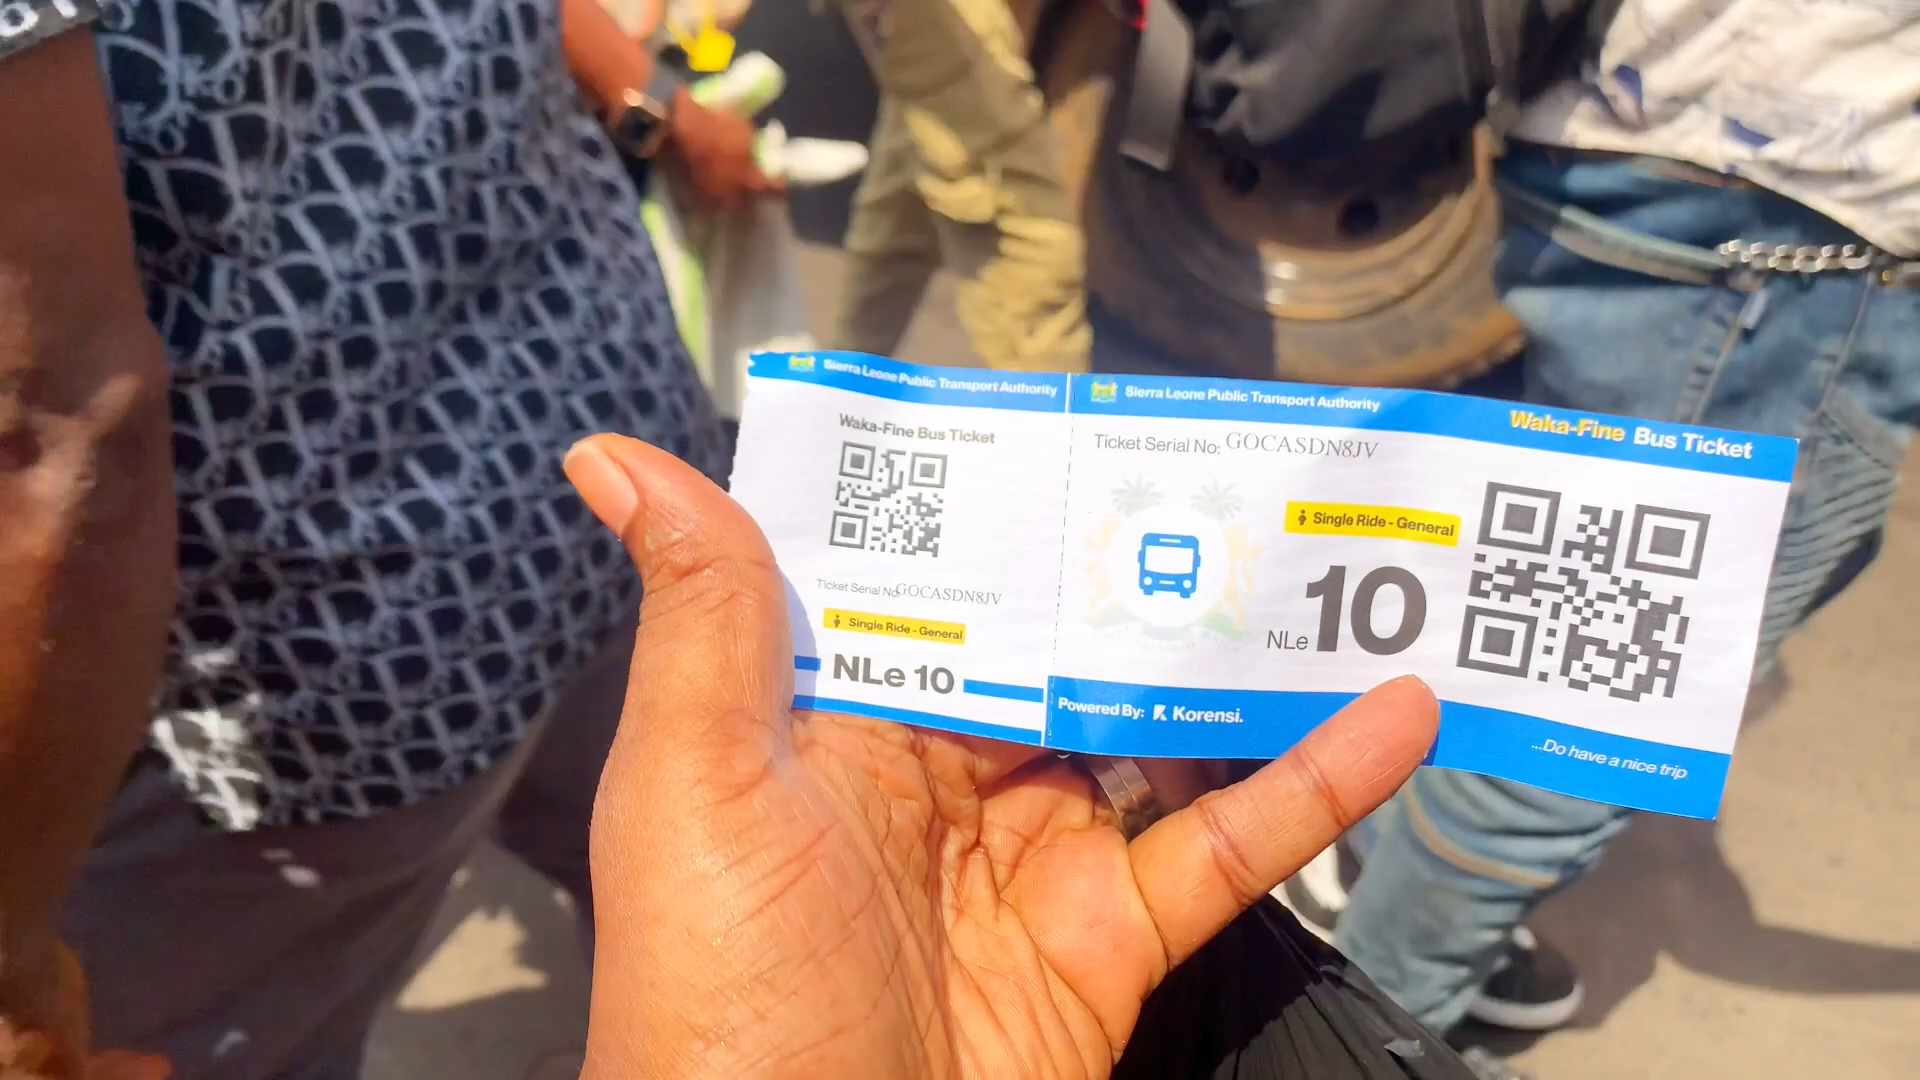 Sierra Leone Public Transport Authority
Waka-Fine Bus Ticket
Ticket Serial No:GOCASDN8JV
Single Ride - General
NLe 10
Sierra Leone Public Transport Authority
Waka-Fine Bus Ticket
Ticket Serial No: GOCASDN8JV
Single Ride - General
NLe 10
Powered By: Korensi.
...Do have a nice trip